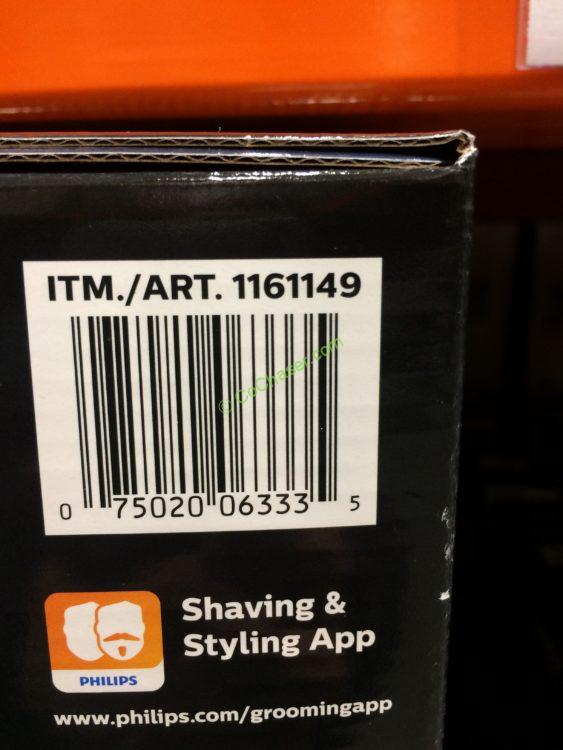 ITM./ART. 1161149
© CoChaser.com
0 75020 06333 5
Shaving &
Styling App
PHILIPS
www.philips.com/groomingapp